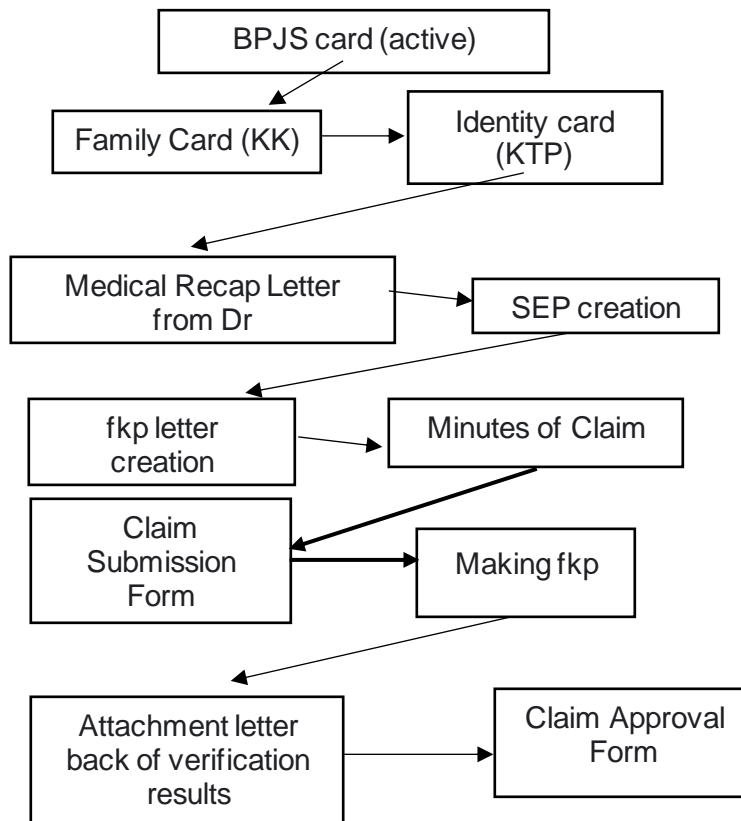 BPJS card (active)
Family Card (KK)
Identity card
(KTP)
Medical Recap Letter
from Dr
SEP creation
fkp letter
creation
Minutes of Claim
Claim
Submission
Form
Making fkp
Attachment letter
back of verification
results
Claim Approval
Form